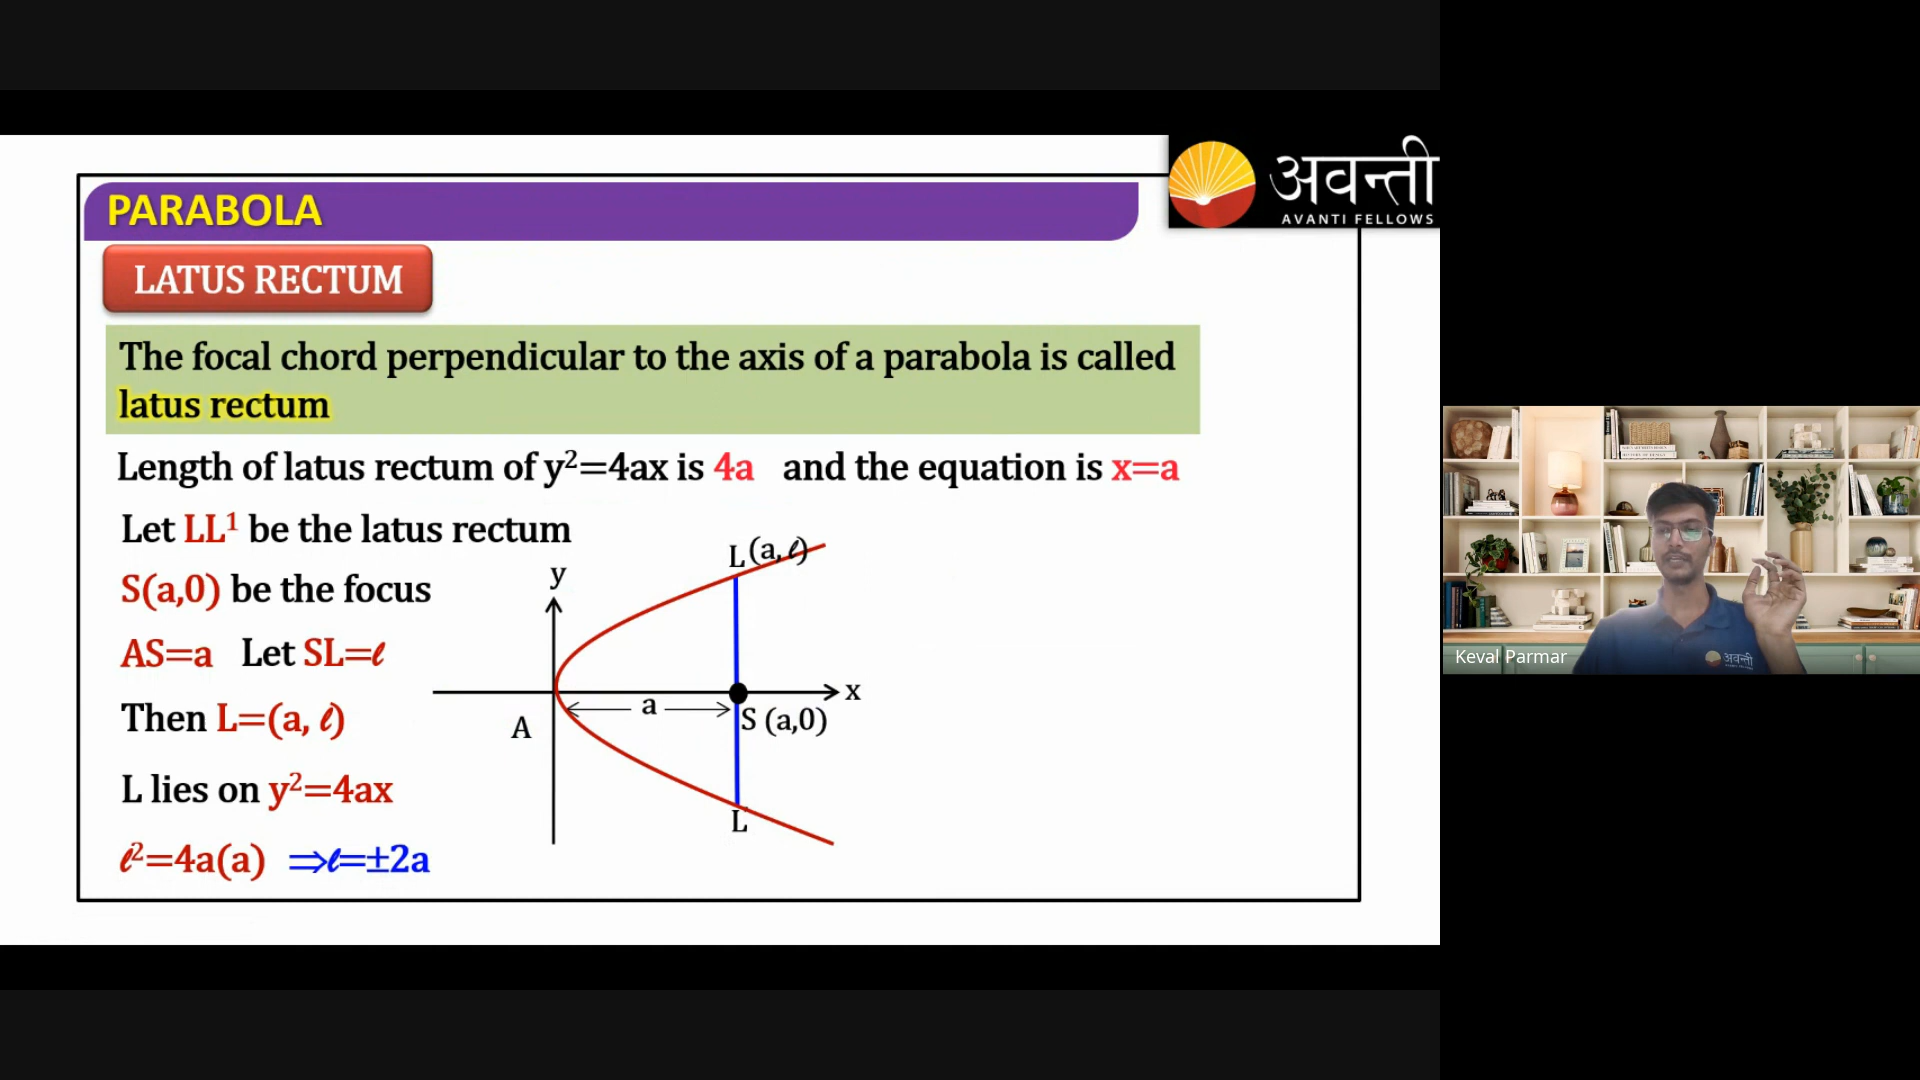 अवन्ती
AVANTI FELLOWS
PARABOLA
LATUS RECTUM
The focal chord perpendicular to the axis of a parabola is called
latus rectum
Length of latus rectum of y²=4ax is 4a and the equation is x=a
Let LL¹ be the latus rectum
S(a,0) be the focus
AS=a Let SL=ℓ
Then L=(a, ℓ)
L lies on y²=4ax
ℓ²=4a(a) ⇒ℓ=±2a
L (a, ℓ)
y
x
a
A
S (a,0)
L
Keval Parmar
अवन्ती